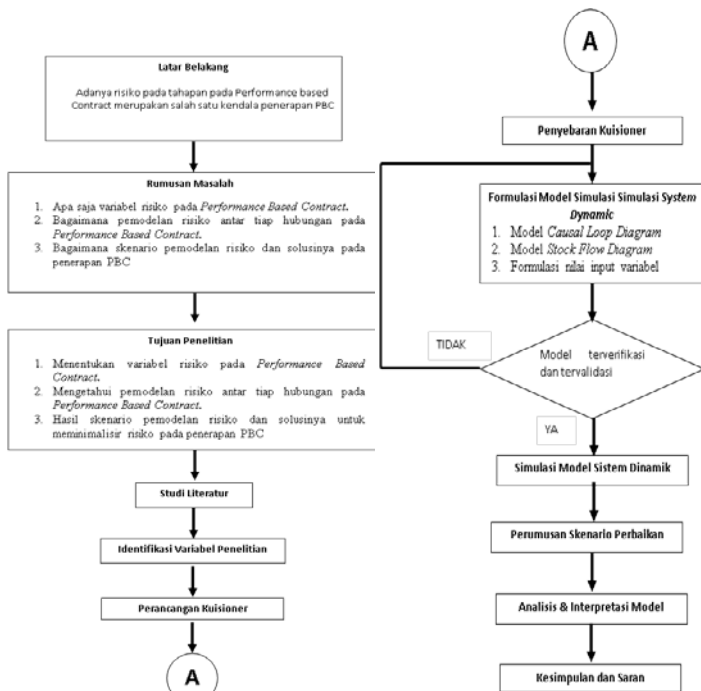 Latar Belakang
Adanya risiko pada tahapan pada Performance based
Contract merupakan salah satu kendala penerapan PBC
Rumusan Masalah
1. Apa saja variabel risiko pada Performance Based Contract.
2. Bagaimana pemodelan risiko antar tiap hubungan pada
Performance Based Contract.
3. Bagaimana skenario pemodelan risiko dan solusinya pada
penerapan PBC
Tujuan Penelitian
1. Menentukan variabel risiko pada Performance Based
Contract.
2. Mengetahui pemodelan risiko antar tiap hubungan pada
Performance Based Contract.
3. Hasil skenario pemodelan risiko dan solusinya untuk
meminimalisir risiko pada penerapan PBC
Studi Literatur
Identifikasi Variabel Penelitian
Perancangan Kuisioner
A
A
Penyebaran Kuisioner
Formulasi Model Simulasi Simulasi System
Dynamic
1. Model Causal Loop Diagram
2. Model Stock Flow Diagram
3. Formulasi nilai input variabel
TIDAK
Model terverifikasi
dan tervalidasi
YA
Simulasi Model Sistem Dinamik
Perumusan Skenario Perbaikan
Analisis & Interpretasi Model
Kesimpulan dan Saran